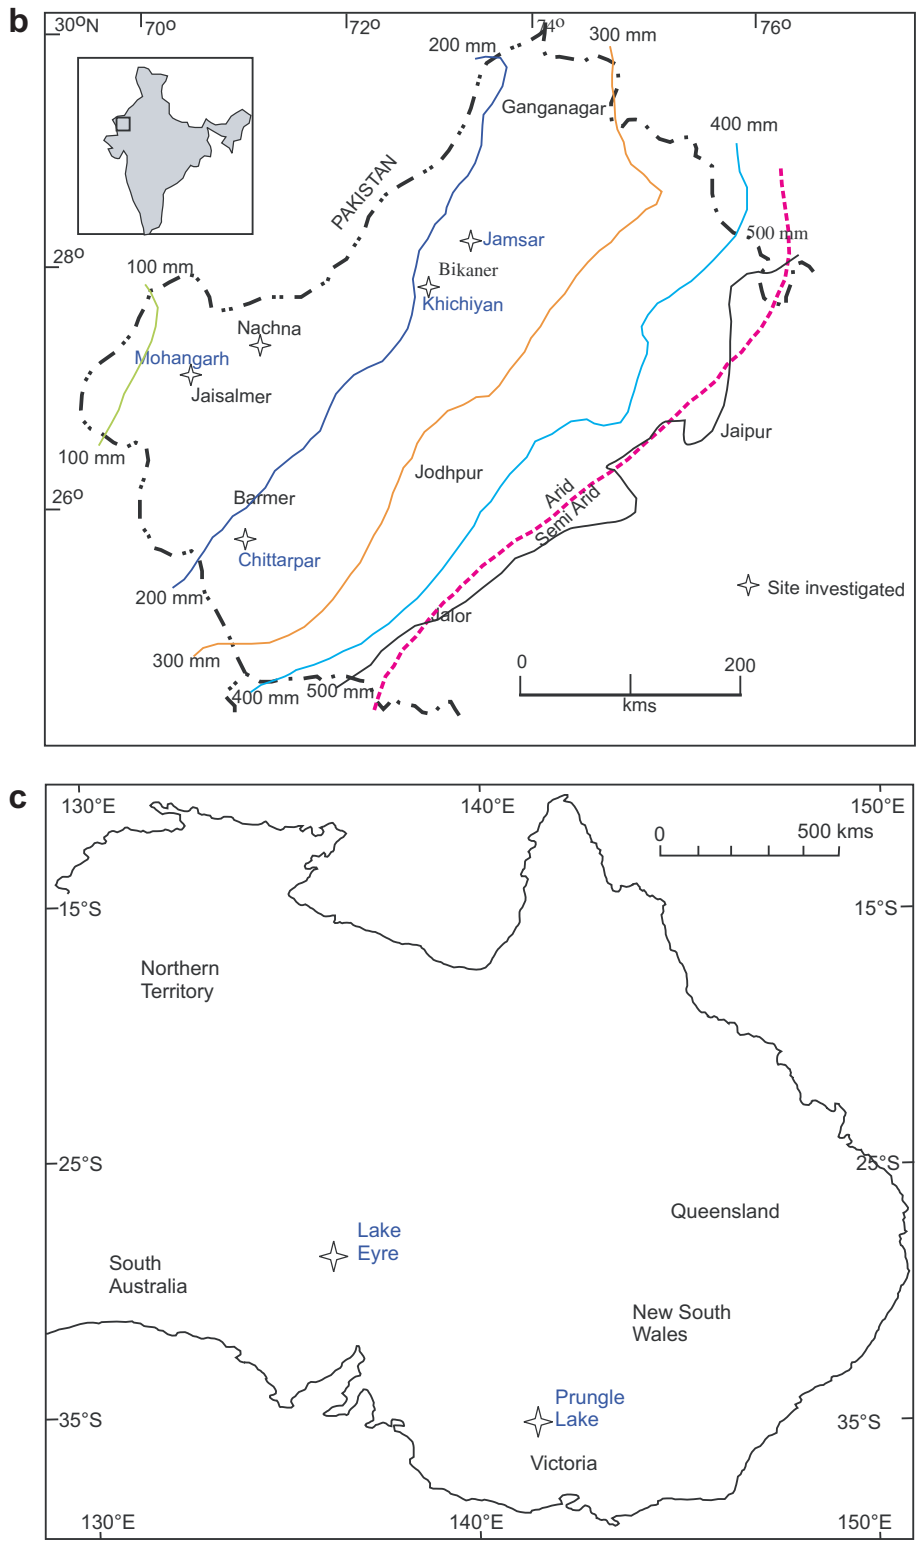 b
30°N
70°
72°
74°
76°
200 mm
300 mm
Ganganagar
400 mm
PAKISTAN
500 mm
Jamsar
28°
100 mm
Bikaner
Khichiyan
Nachna
Mohangarh
Jaisalmer
Jaipur
100 mm
Jodhpur
26°
Barmer
Arid
Semi Arid
Chittarpar
Site investigated
200 mm
Jalor
300 mm
0
200
400 mm
500 mm
kms
c
130°E
140°E
150°E
0
500 kms
15°S
15°S
Northern
Territory
25°S
25°S
Queensland
Lake
Eyre
South
Australia
New South
Wales
Prungle
Lake
35°S
35°S
Victoria
130°E
140°E
150°E